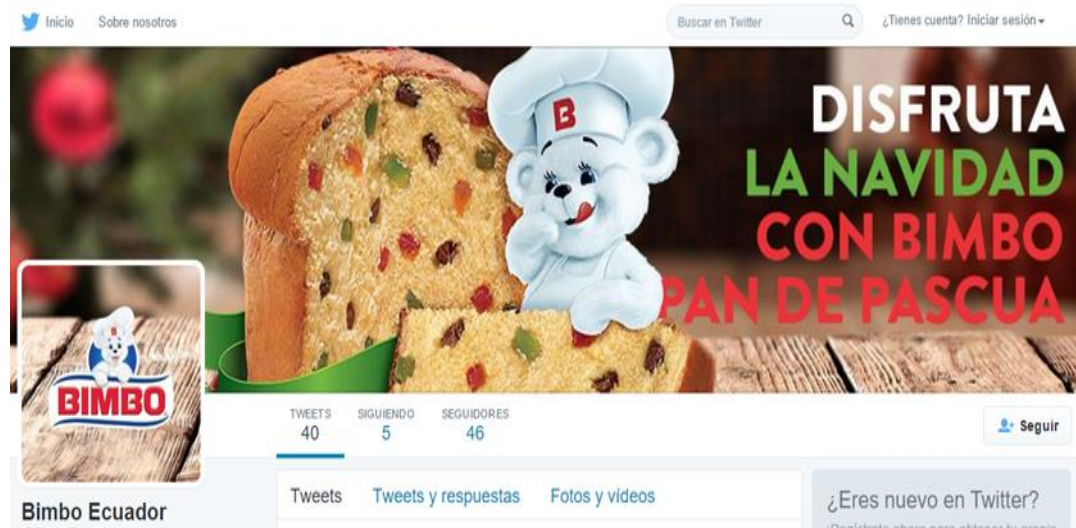 Inicio Sobre nosotros Buscar en Twitter ¿Tienes cuenta? Iniciar sesión
B
DISFRUTA
LA NAVIDAD
CON BIMBO
PAN DE PASCUA
B
BIMBO
TWEETS SIGUIENDO SEGUIDORES
40 5 46
Seguir
Tweets Tweets y respuestas Fotos y vídeos
¿Eres nuevo en Twitter?
Bimbo Ecuador